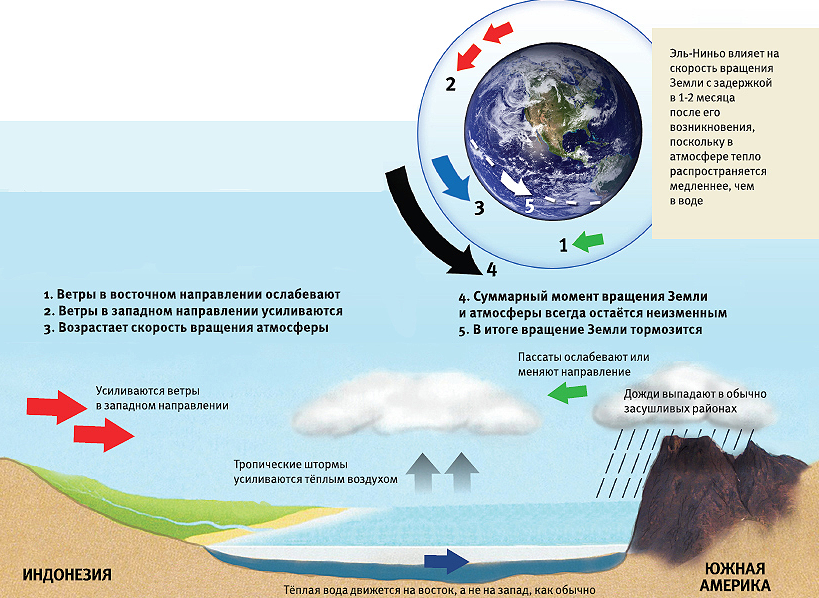 Эль-Ниньо влияет на
скорость вращения
Земли с задержкой
в 1-2 месяца
после его
возникновения,
поскольку в
атмосфере тепло
распространяется
медленнее, чем
в воде
2
3
5
1
4
1. Ветры в восточном направлении ослабевают
2. Ветры в западном направлении усиливаются
3. Возрастает скорость вращения атмосферы
4. Суммарный момент вращения Земли
и атмосферы всегда остаётся неизменным
5. В итоге вращение Земли тормозится
Пассаты ослабевают или
меняют направление
Усиливаются ветры
в западном направлении
Дожди выпадают в обычно
засушливых районах
Тропические штормы
усиливаются тёплым воздухом
ИНДОНЕЗИЯ
ЮЖНАЯ
АМЕРИКА
Тёплая вода движется на восток, а не на запад, как обычно